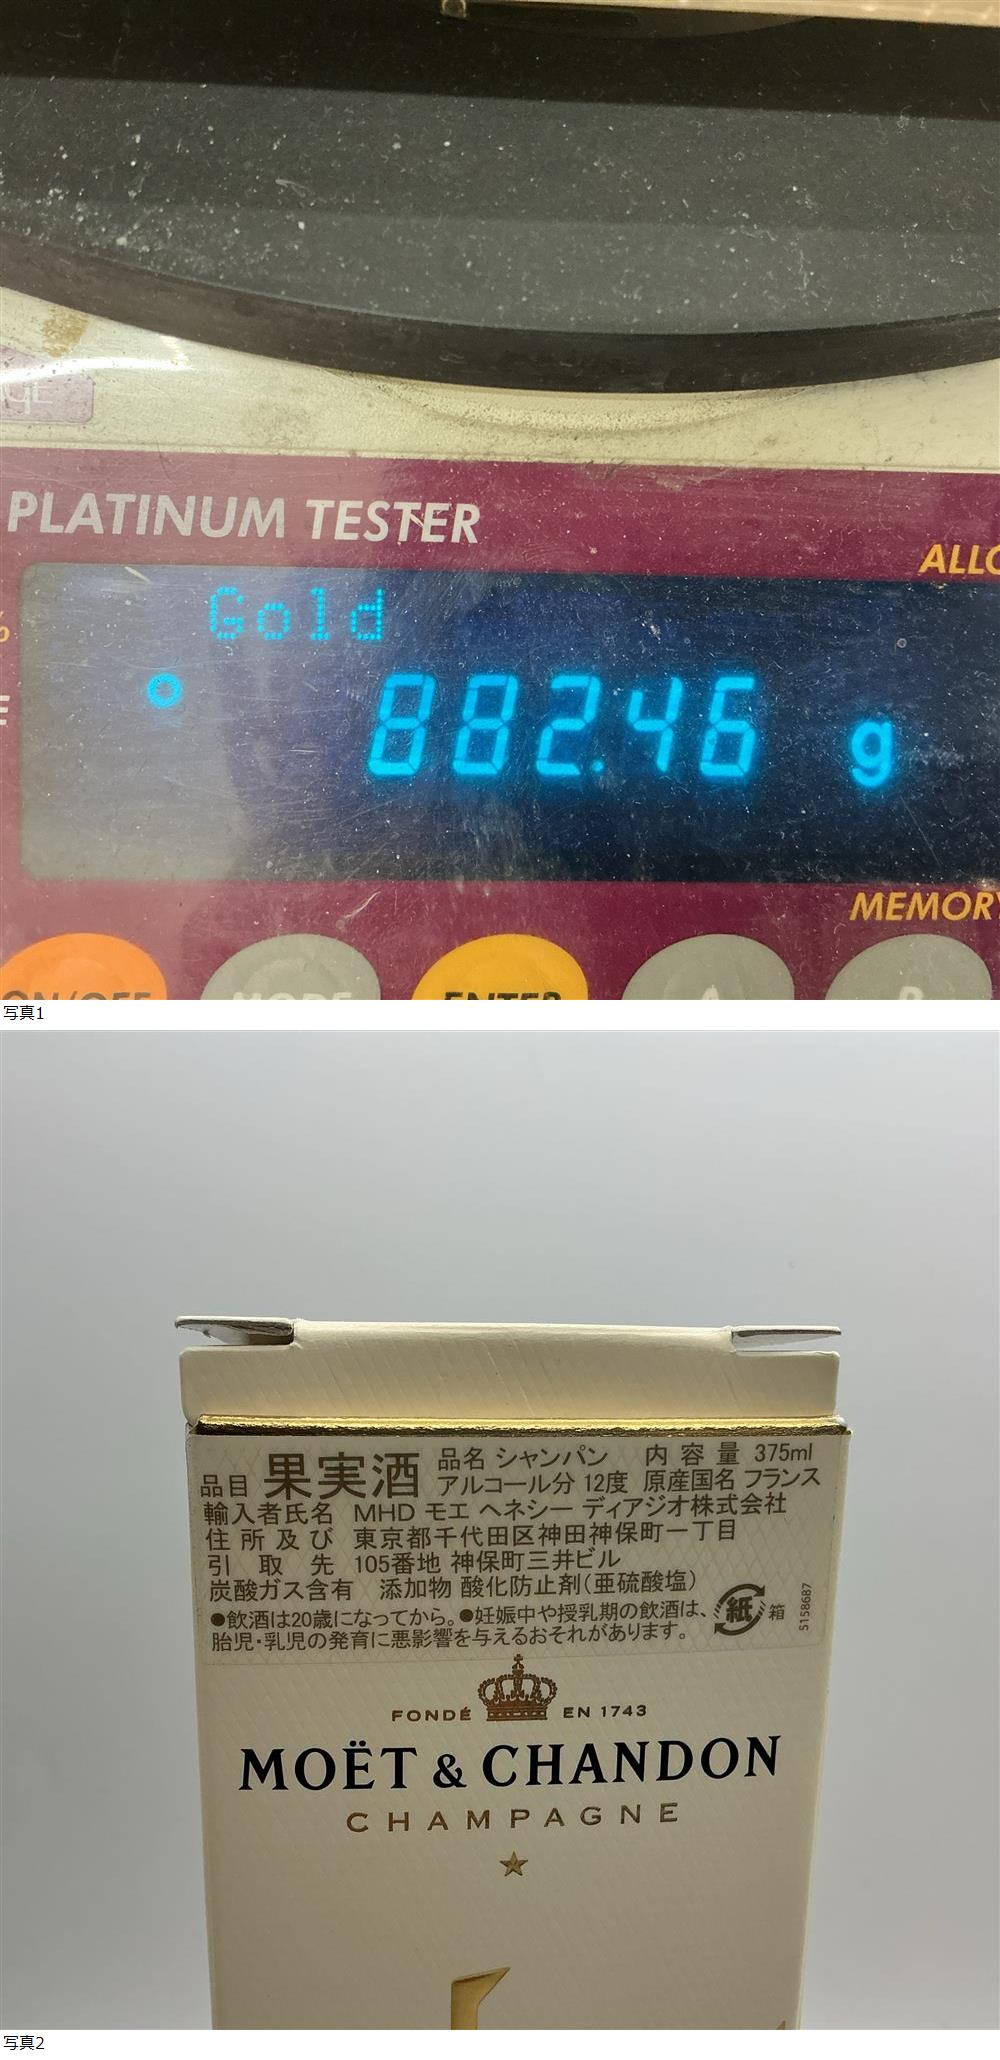 PLATINUM TESTER
Gold
882.46 g
ENTER
写真1
品目 果実酒 品名 シャンパン 内容量 375ml
アルコール分 12度 原産国名 フランス
輸入者氏名 MHD モエ ヘネシー ディアジオ株式会社
住所及び 東京都千代田区神田神保町一丁目
引取先 105番地 神保町三井ビル
炭酸ガス含有 添加物 酸化防止剤(亜硫酸塩)
●飲酒は20歳になってから。●妊娠中や授乳期の飲酒は、
胎児・乳児の発育に悪影響を与えるおそれがあります。
紙 箱
5158687
FONDÉ EN 1743
MOËT & CHANDON
CHAMPAGNE
写真2